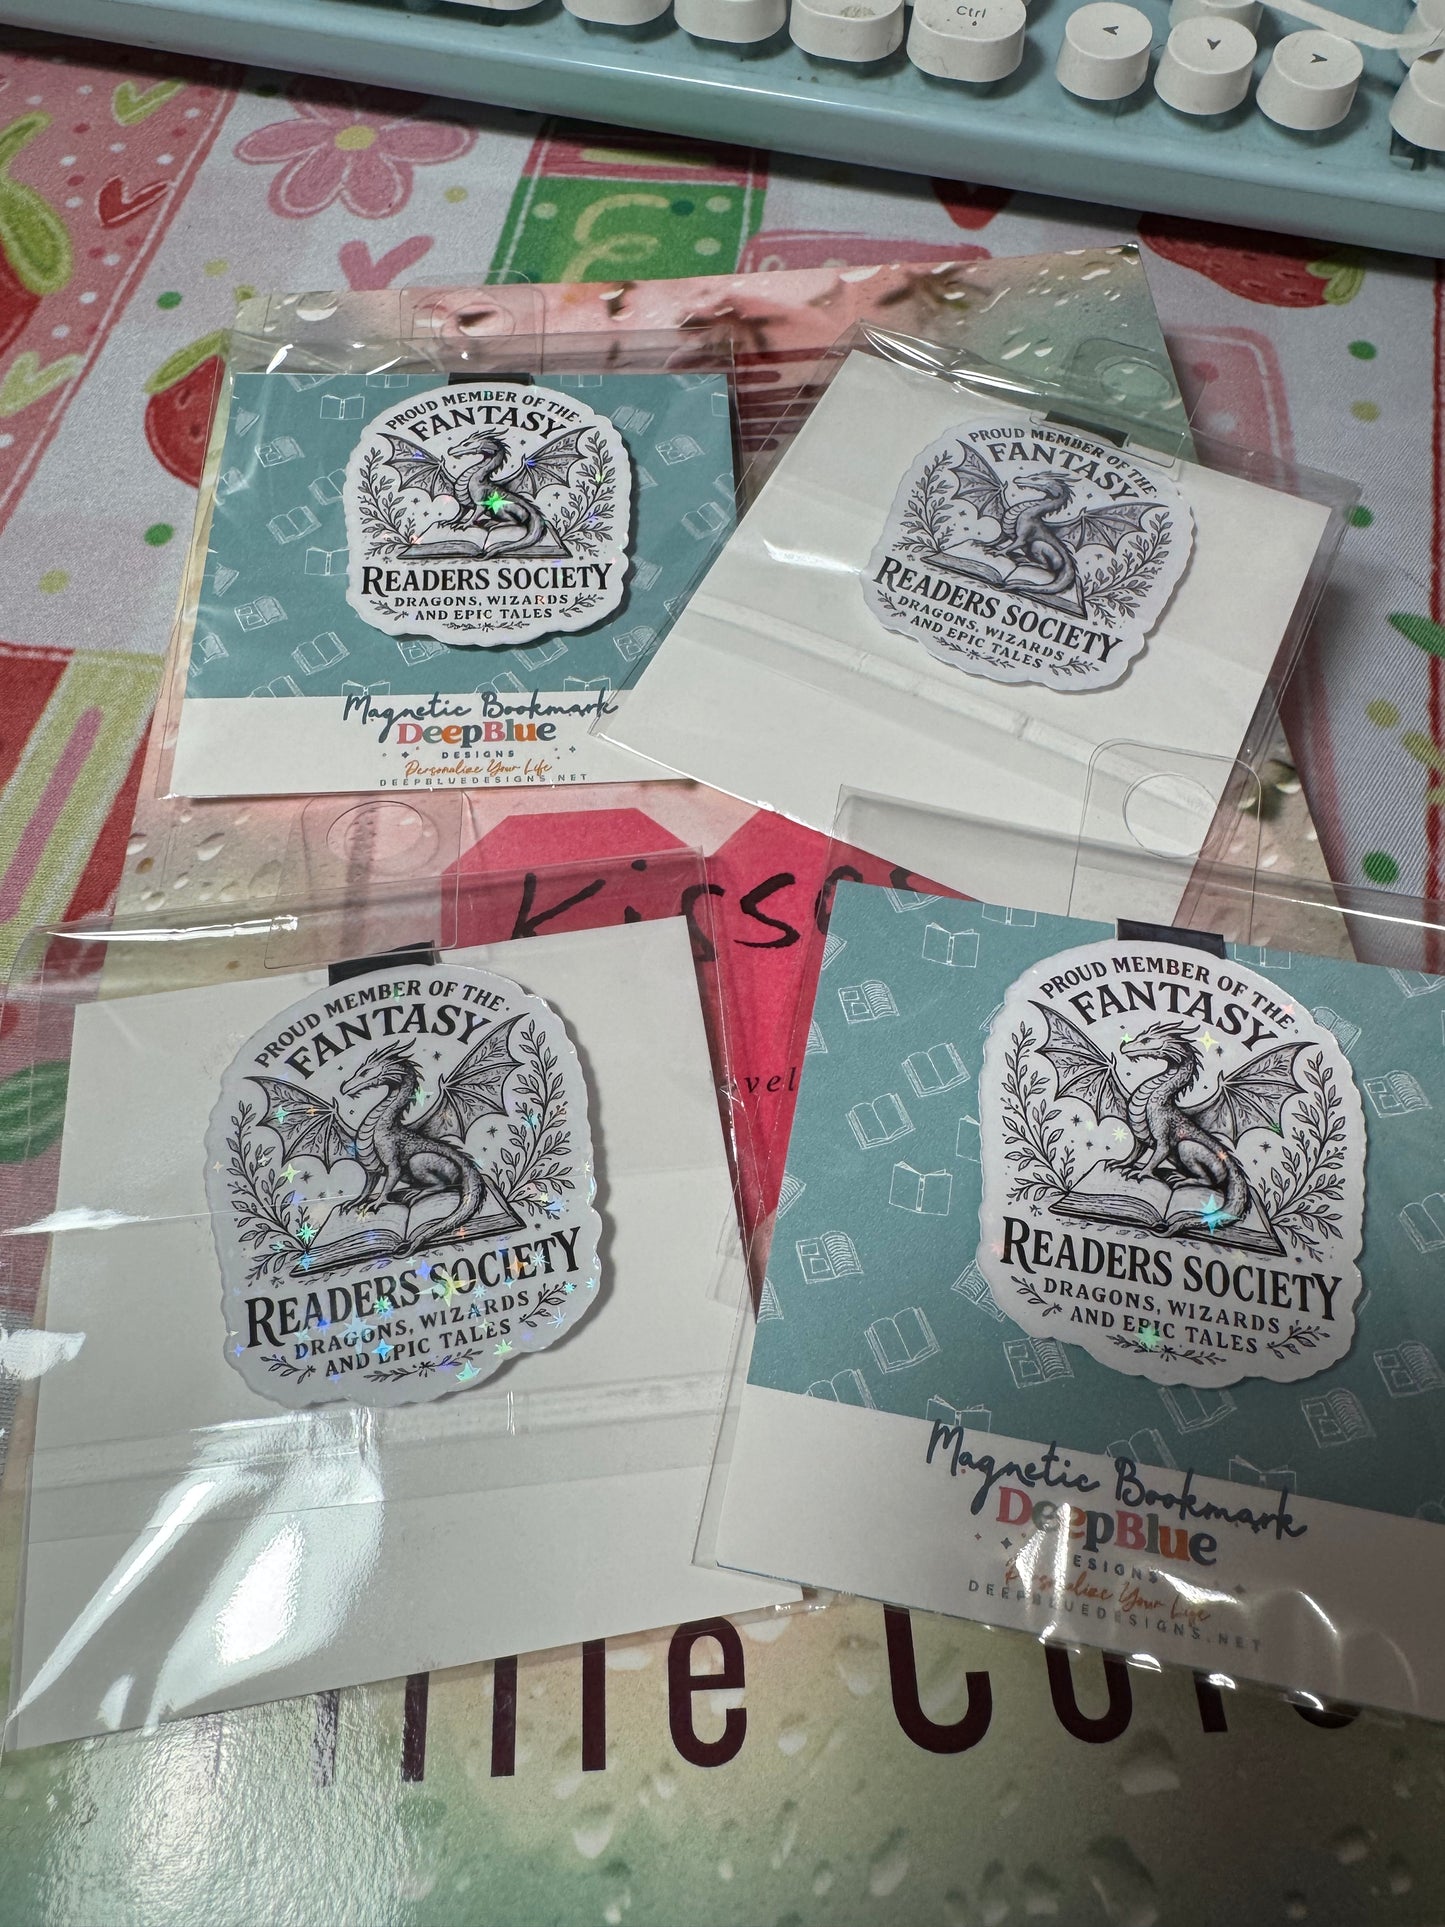 Ctrl
PROUD MEMBER OF THE
FANTASY
READERS SOCIETY
DRAGONS, WIZARDS
AND EPIC TALES
Magnetic Bookmark
DeepBlue
DESIGNS
Personalize Your Life
DEEPBLUEDESIGNS.NET
PROUD MEMBER OF THE
FANTASY
READERS SOCIETY
DRAGONS, WIZARDS
AND EPIC TALES
Kisses
PROUD MEMBER OF THE
FANTASY
READERS SOCIETY
DRAGONS, WIZARDS
AND EPIC TALES
PROUD MEMBER OF THE
FANTASY
READERS SOCIETY
DRAGONS, WIZARDS
AND EPIC TALES
Magnetic Bookmark
DeepBlue
DESIGNS
Personalize Your Life
DEEPBLUEDESIGNS.NET